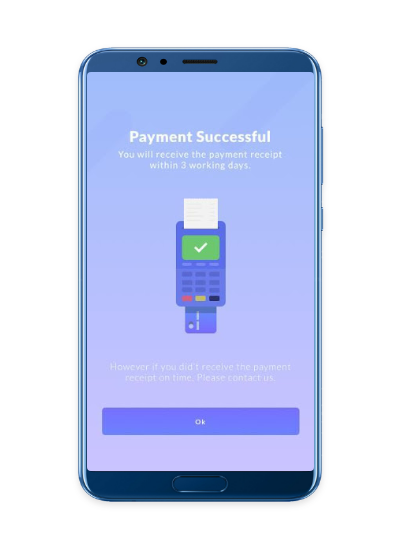 Payment Successful
You will receive the payment receipt
within 3 working days.
However if you did't receive the payment
receipt on time. Please contact us.
Ok